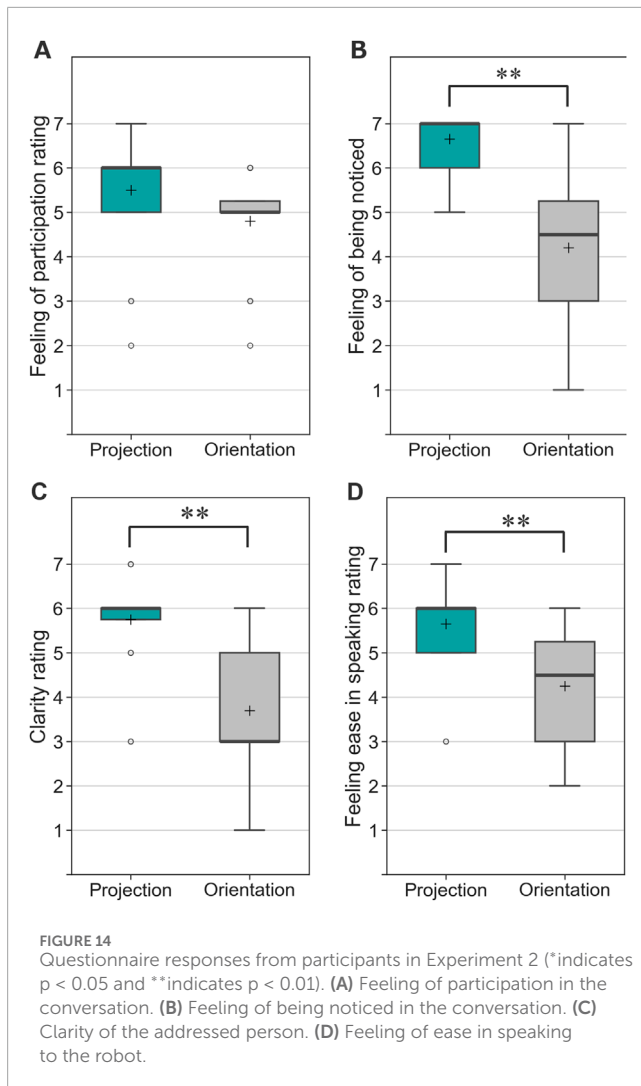 A
Feeling of participation rating
7
6
5
4
3
2
1
Projection Orientation
B
**
Feeling of being noticed
7
6
5
4
3
2
1
Projection Orientation
C
**
Clarity rating
7
6
5
4
3
2
1
Projection Orientation
D
**
Feeling ease in speaking rating
7
6
5
4
3
2
1
Projection Orientation
FIGURE 14
Questionnaire responses from participants in Experiment 2 (*indicates
p < 0.05 and **indicates p < 0.01). (A) Feeling of participation in the
conversation. (B) Feeling of being noticed in the conversation. (C)
Clarity of the addressed person. (D) Feeling of ease in speaking
to the robot.